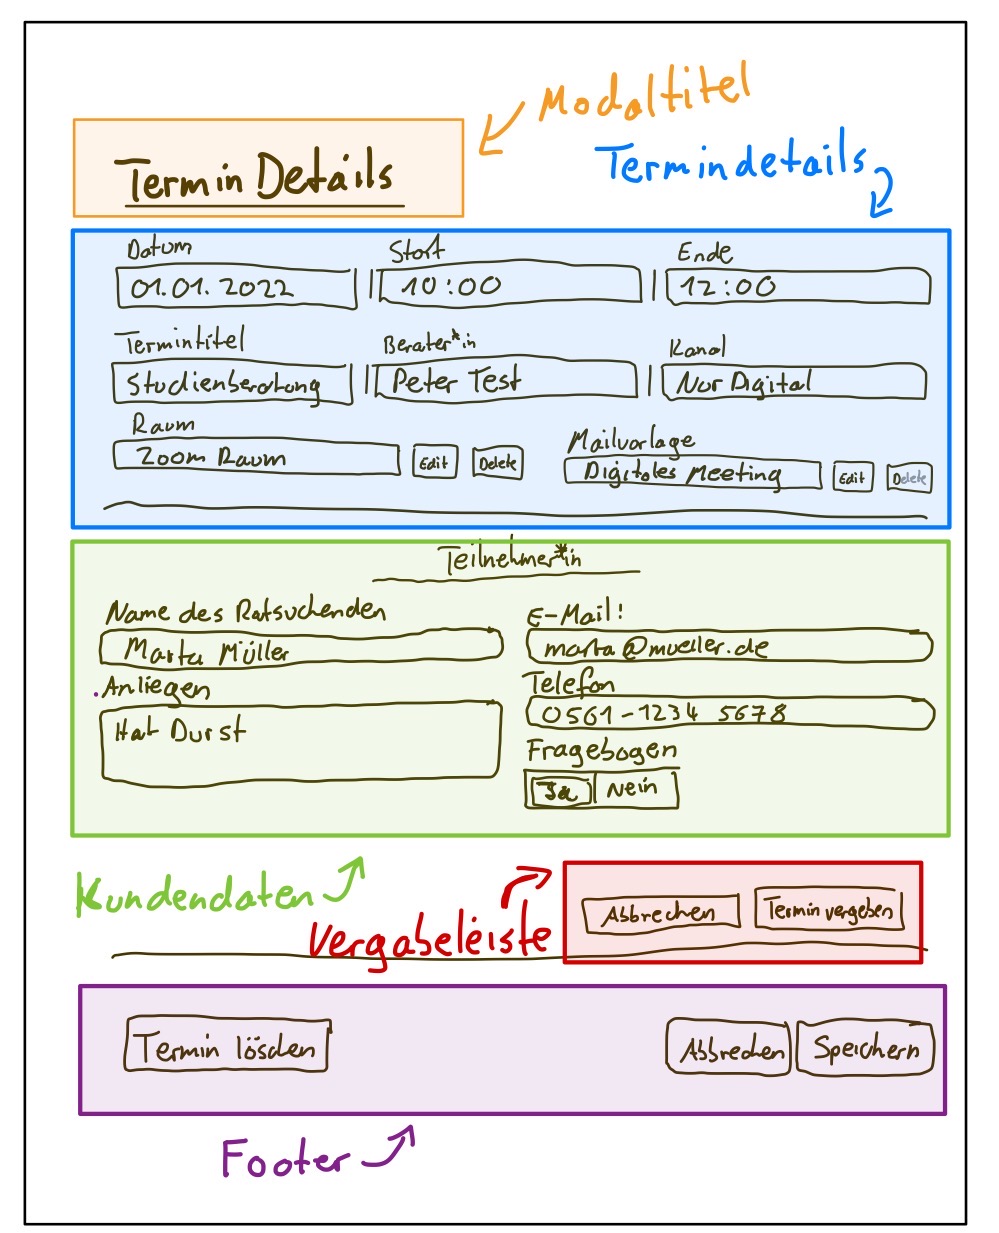 Modaltitel
Termin Details
Termindetails
Datum Start Ende
01.01.2022 10:00 12:00
Termintitel Berater*in Kanal
Studienberatung Peter Test Nur Digital
Raum Mailvorlage
Zoom Raum Edit Delete Digitales Meeting Edit Delete
Teilnehmer*in
Name des Ratsuchenden E-Mail!
Marta Müller marta@mueller.de
Anliegen Telefon
Hat Durst 0561-1234 5678
Fragebogen
Ja Nein
Kundendaten
Vergabeleiste Abbrechen Termin vergeben
Termin löschen Abbrechen Speichern
Footer